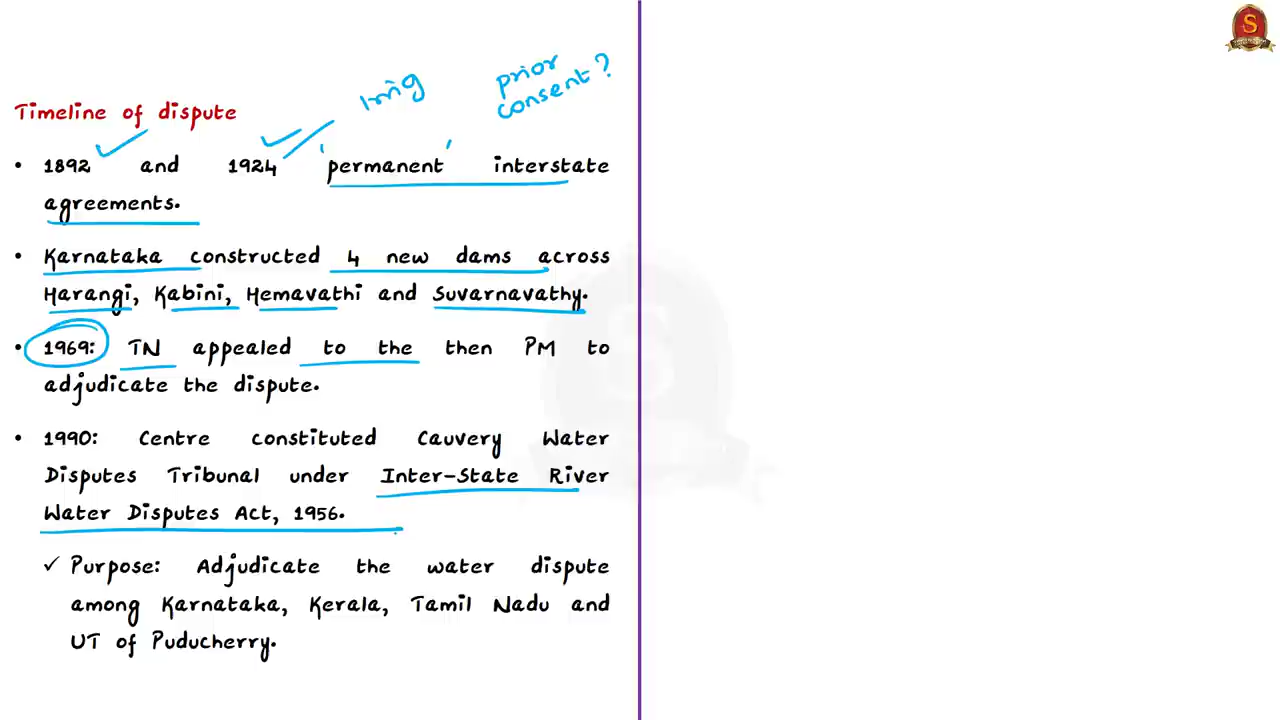 Irrig
prior
consent?
Timeline of dispute
• 1892 and 1924 'permanent' interstate
agreements.
• Karnataka constructed 4 new dams across
Harangi, Kabini, Hemavathi and Suvarnavathy.
• 1969: TN appealed to the then PM to
adjudicate the dispute.
• 1990: Centre constituted Cauvery Water
Disputes Tribunal under Inter-State River
Water Disputes Act, 1956.
✓ Purpose: Adjudicate the water dispute
among Karnataka, Kerala, Tamil Nadu and
UT of Puducherry.
S